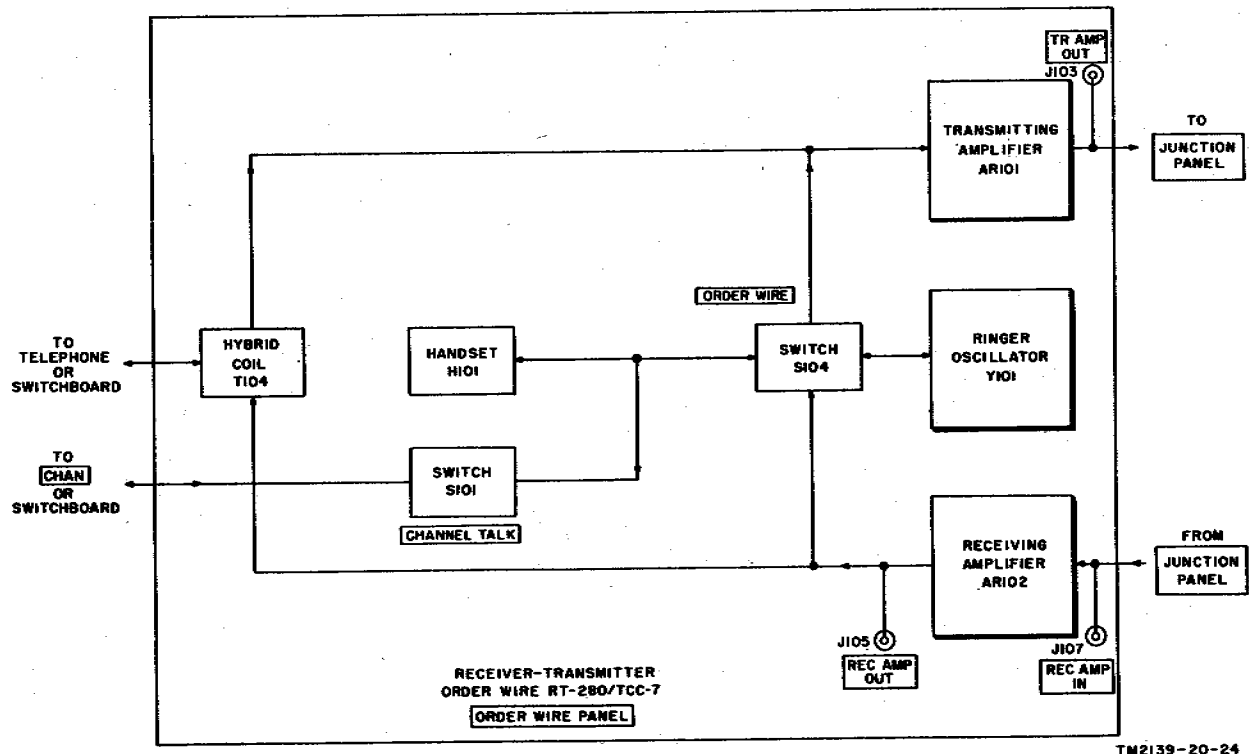 TR AMP
OUT
J103
TRANSMITTING
AMPLIFIER
AR101
TO
JUNCTION
PANEL
ORDER WIRE
TO
TELEPHONE
OR
SWITCHBOARD
HYBRID
COIL
T104
HANDSET
H101
SWITCH
S104
RINGER
OSCILLATOR
Y101
TO
CHAN
OR
SWITCHBOARD
SWITCH
S101
CHANNEL TALK
RECEIVING
AMPLIFIER
AR102
FROM
JUNCTION
PANEL
J105
REC AMP
OUT
J107
REC AMP
IN
RECEIVER-TRANSMITTER
ORDER WIRE RT-280/TCC-7
ORDER WIRE PANEL
TM2139-20-24